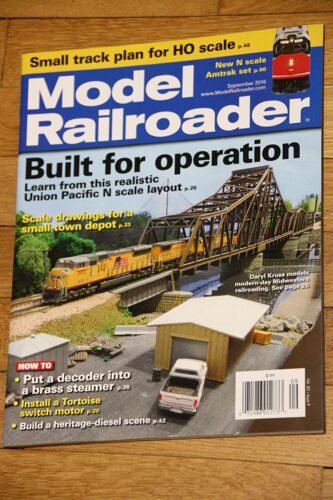 Small track plan for HO scale p.48
New N scale
Amtrak set p.60
September 2016
www.ModelRailroader.com
Model
Railroader®
Built for operation
Learn from this realistic
Union Pacific N scale layout p.26
Scale drawings for a
small town depot p.33
Daryl Kruse models
modern-day Midwestern
railroading. See page 26
HOW TO
• Put a decoder into
a brass steamer p.36
• Install a Tortoise
switch motor p.20
• Build a heritage-diesel scene p.42
09